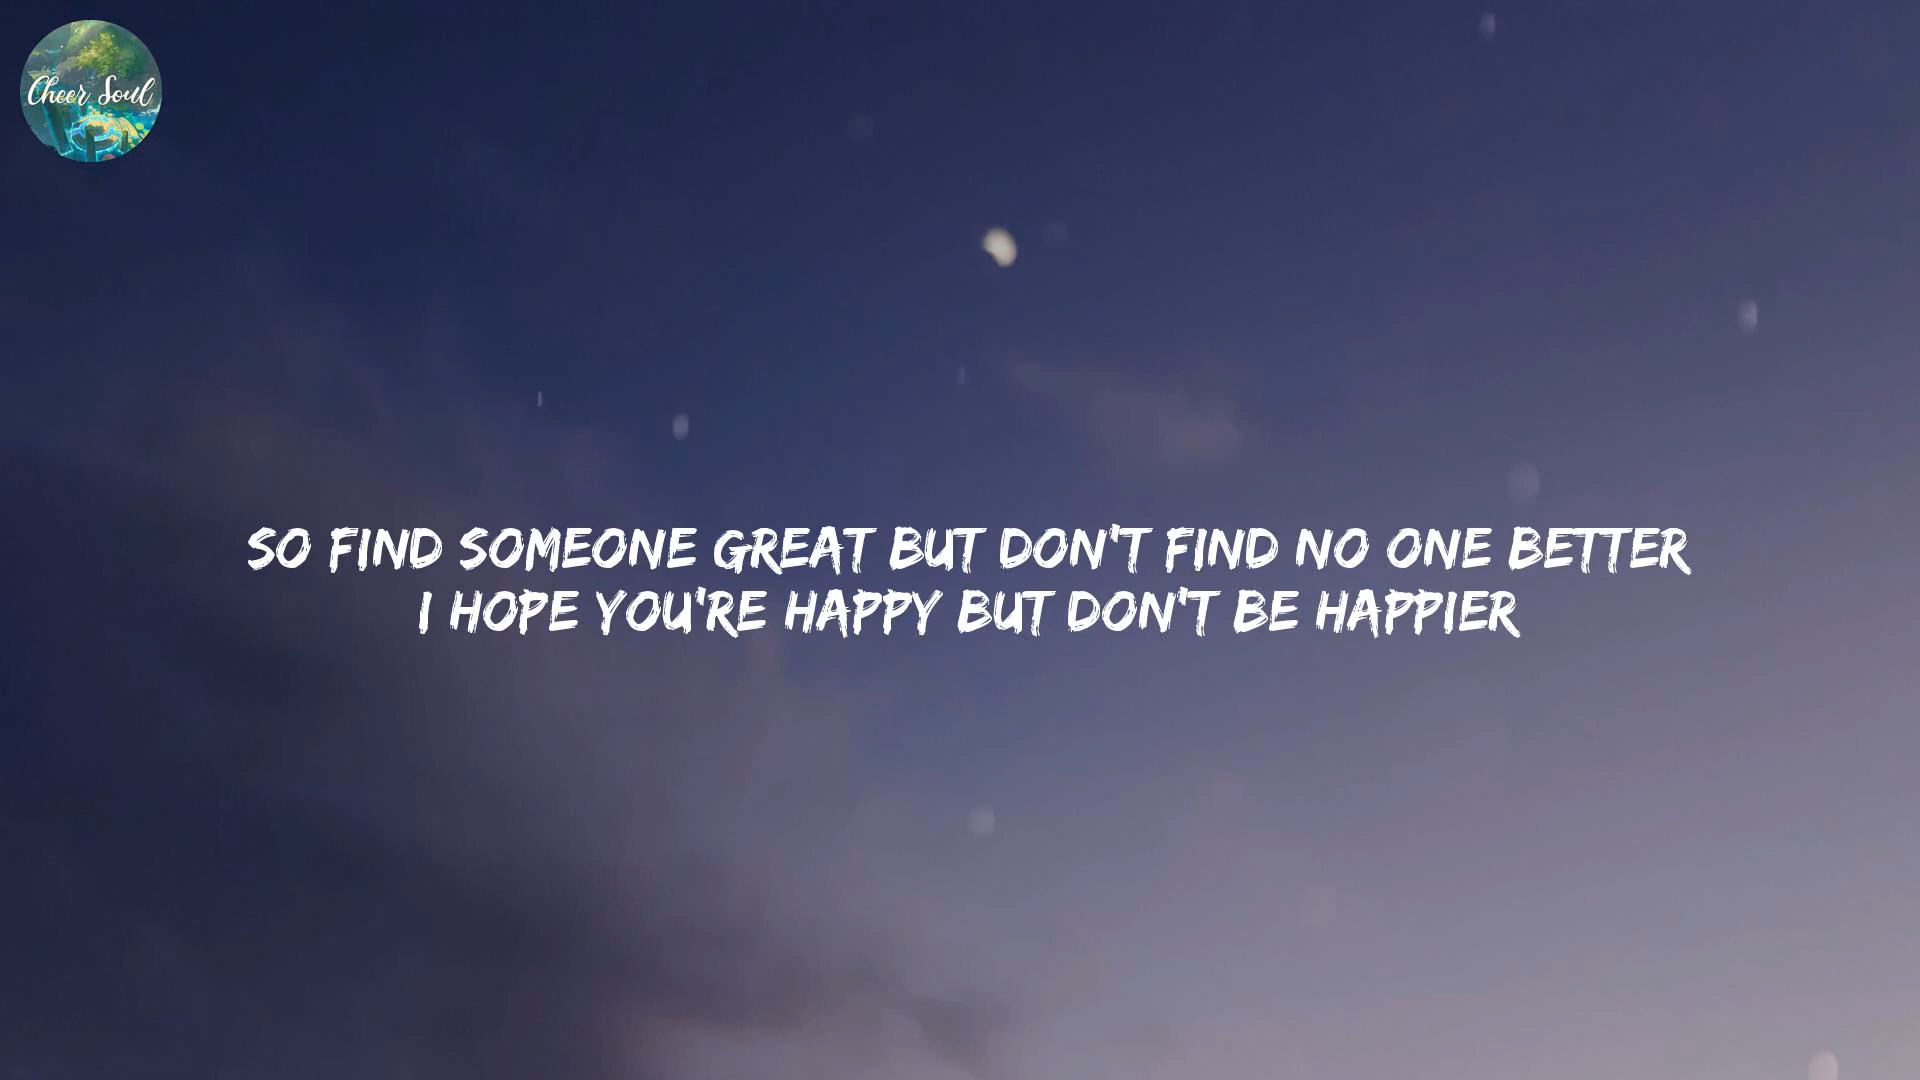 Cheer Soul
SO FIND SOMEONE GREAT BUT DON'T FIND NO ONE BETTER
I HOPE YOU'RE HAPPY BUT DON'T BE HAPPIER